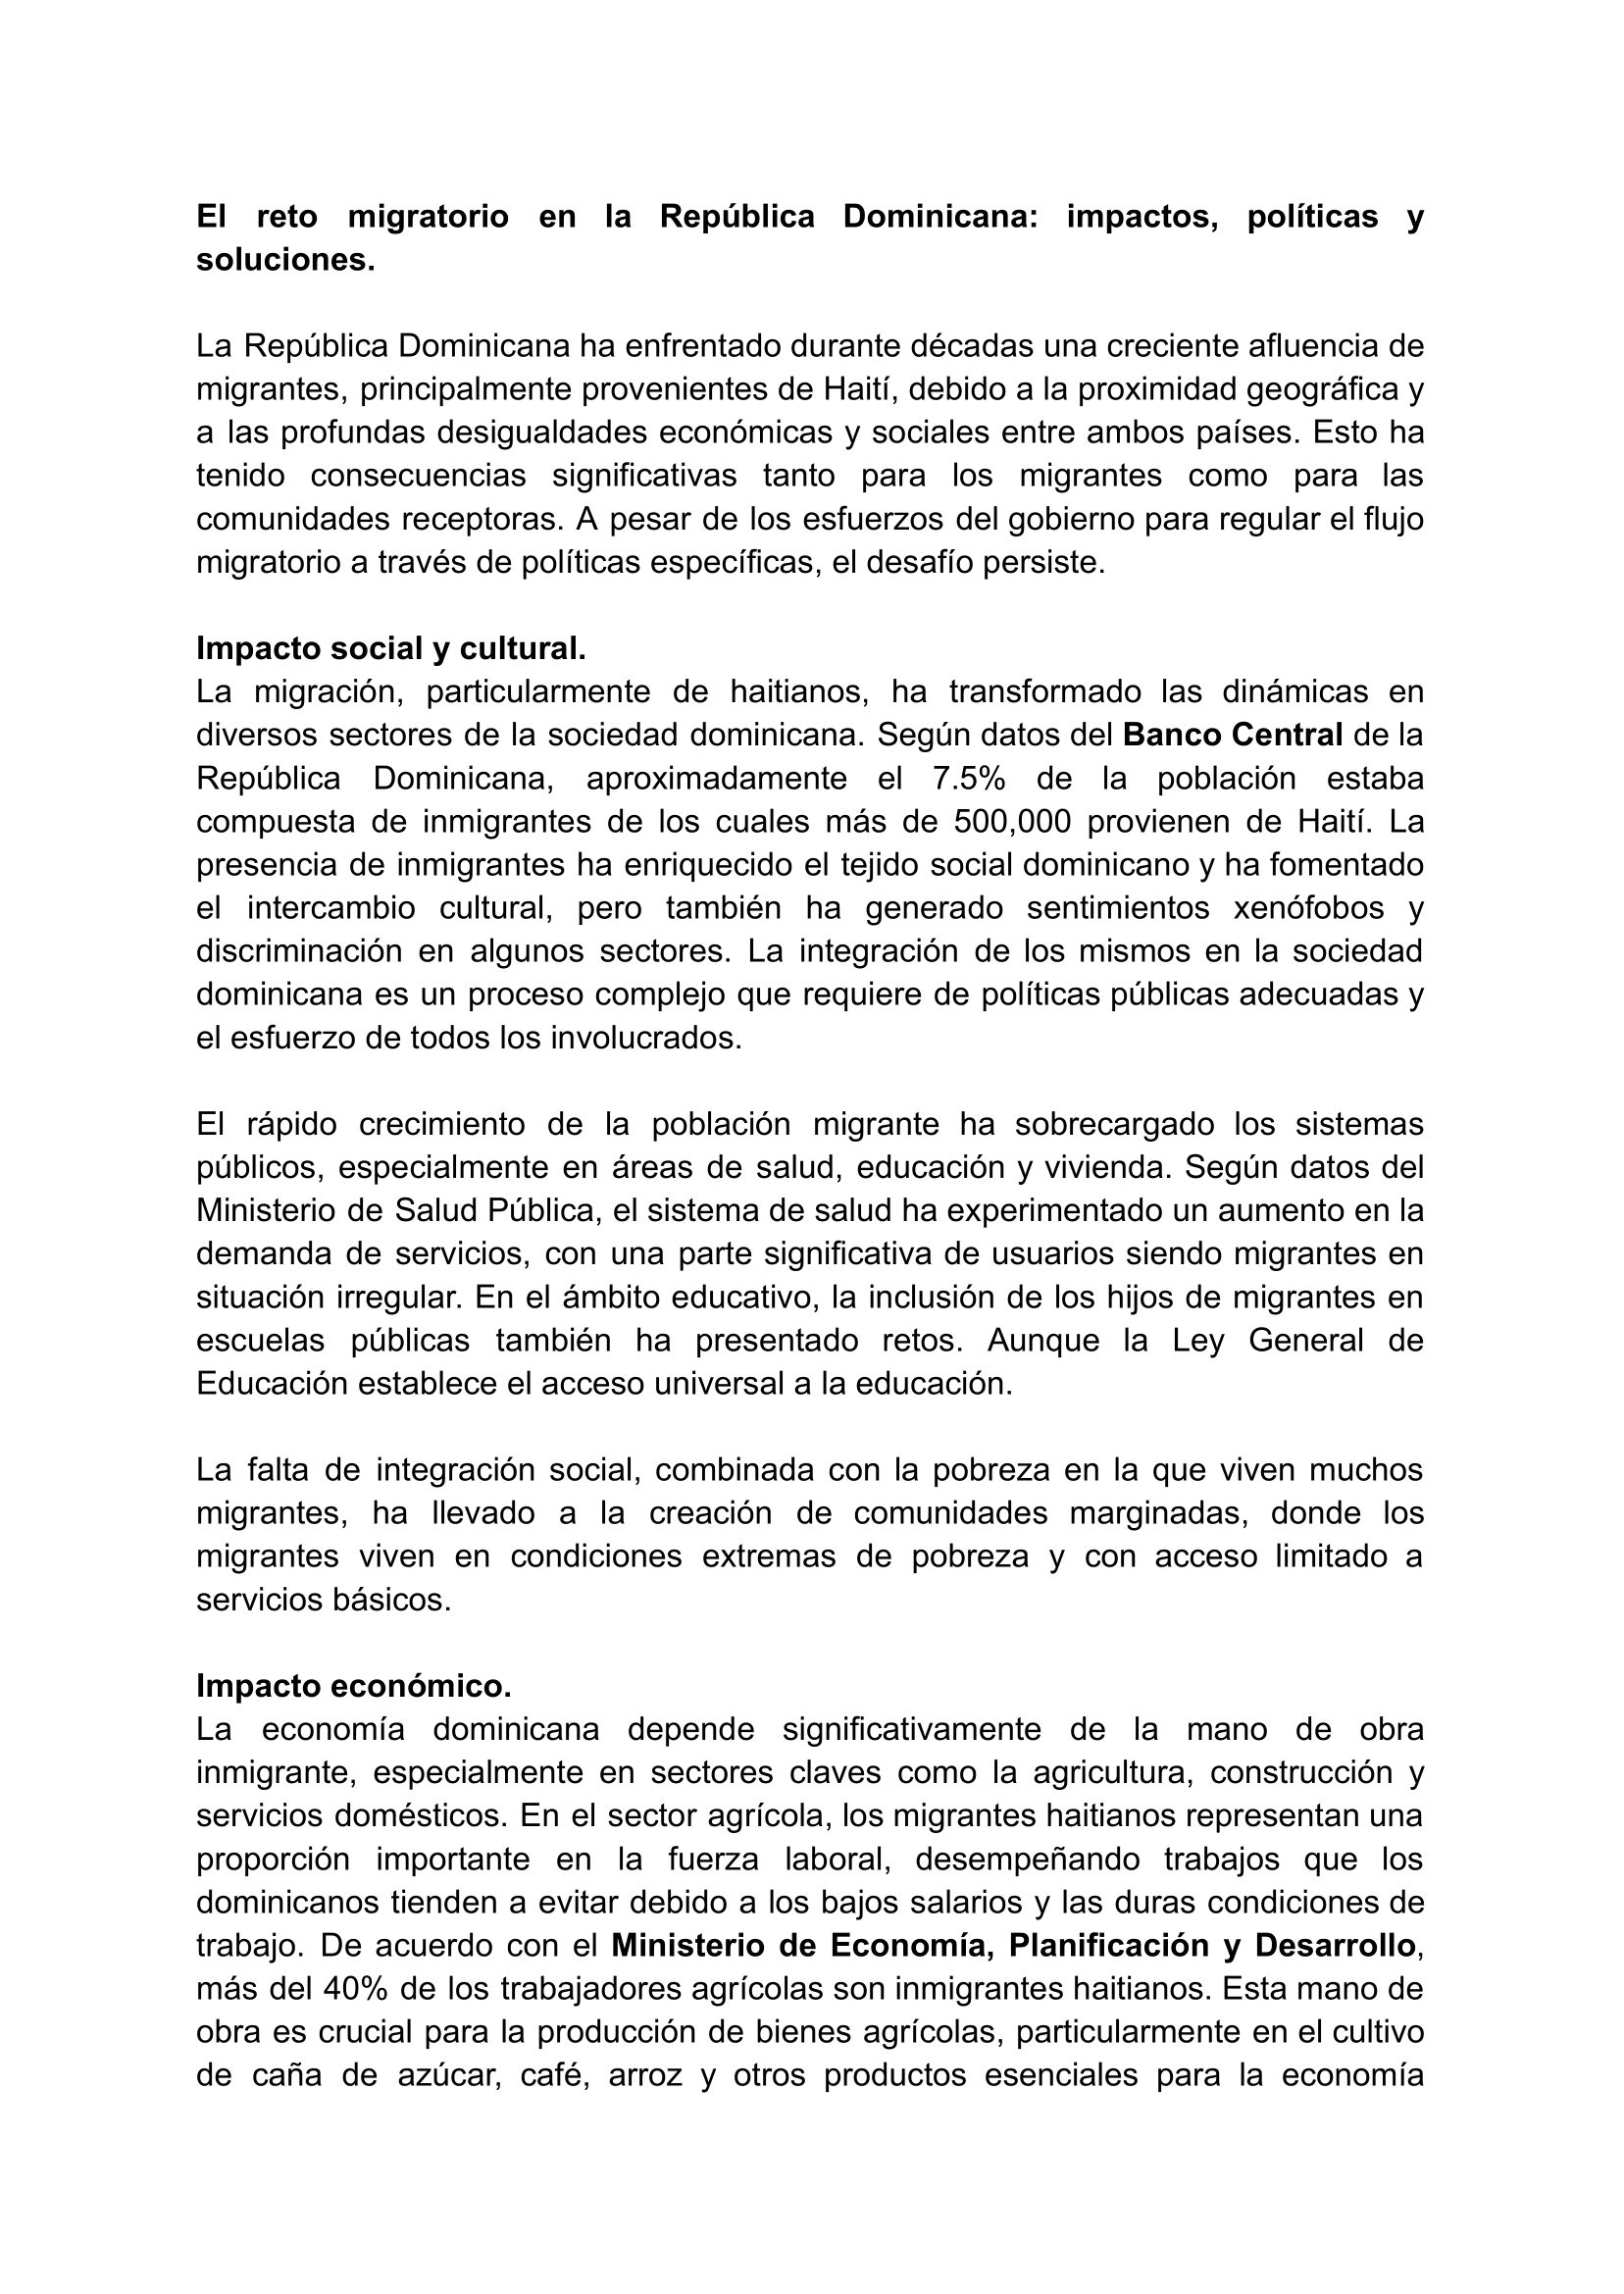 El reto migratorio en la República Dominicana: impactos, políticas y
soluciones.
La República Dominicana ha enfrentado durante décadas una creciente afluencia de
migrantes, principalmente provenientes de Haití, debido a la proximidad geográfica y
a las profundas desigualdades económicas y sociales entre ambos países. Esto ha
tenido consecuencias significativas tanto para los migrantes como para las
comunidades receptoras. A pesar de los esfuerzos del gobierno para regular el flujo
migratorio a través de políticas específicas, el desafío persiste.
Impacto social y cultural.
La migración, particularmente de haitianos, ha transformado las dinámicas en
diversos sectores de la sociedad dominicana. Según datos del Banco Central de la
República Dominicana, aproximadamente el 7.5% de la población estaba
compuesta de inmigrantes de los cuales más de 500,000 provienen de Haití. La
presencia de inmigrantes ha enriquecido el tejido social dominicano y ha fomentado
el intercambio cultural, pero también ha generado sentimientos xenófobos y
discriminación en algunos sectores. La integración de los mismos en la sociedad
dominicana es un proceso complejo que requiere de políticas públicas adecuadas y
el esfuerzo de todos los involucrados.
El rápido crecimiento de la población migrante ha sobrecargado los sistemas
públicos, especialmente en áreas de salud, educación y vivienda. Según datos del
Ministerio de Salud Pública, el sistema de salud ha experimentado un aumento en la
demanda de servicios, con una parte significativa de usuarios siendo migrantes en
situación irregular. En el ámbito educativo, la inclusión de los hijos de migrantes en
escuelas públicas también ha presentado retos. Aunque la Ley General de
Educación establece el acceso universal a la educación.
La falta de integración social, combinada con la pobreza en la que viven muchos
migrantes, ha llevado a la creación de comunidades marginadas, donde los
migrantes viven en condiciones extremas de pobreza y con acceso limitado a
servicios básicos.
Impacto económico.
La economía dominicana depende significativamente de la mano de obra
inmigrante, especialmente en sectores claves como la agricultura, construcción y
servicios domésticos. En el sector agrícola, los migrantes haitianos representan una
proporción importante en la fuerza laboral, desempeñando trabajos que los
dominicanos tienden a evitar debido a los bajos salarios y las duras condiciones de
trabajo. De acuerdo con el Ministerio de Economía, Planificación y Desarrollo,
más del 40% de los trabajadores agrícolas son inmigrantes haitianos. Esta mano de
obra es crucial para la producción de bienes agrícolas, particularmente en el cultivo
de caña de azúcar, café, arroz y otros productos esenciales para la economía